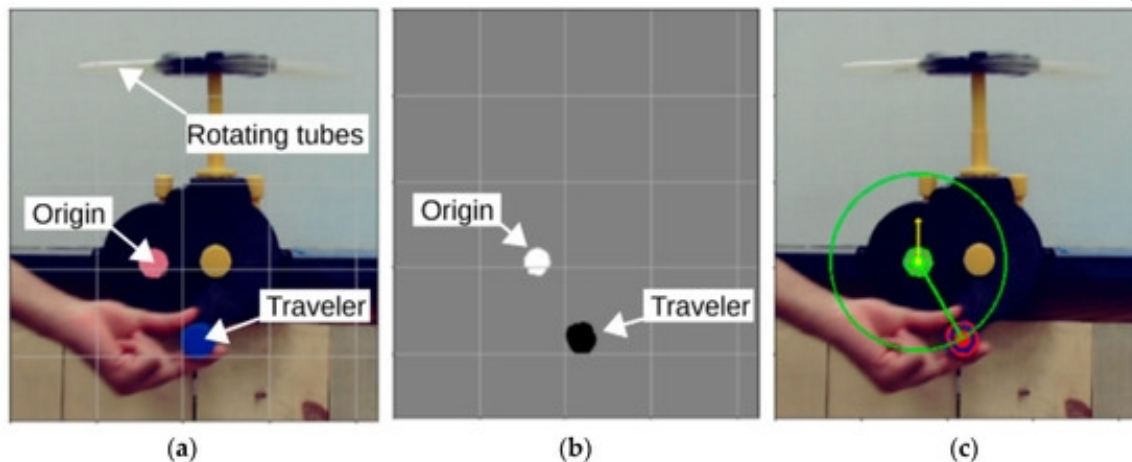 Rotating tubes
Origin
Traveler
Origin
Traveler
(a)
(b)
(c)